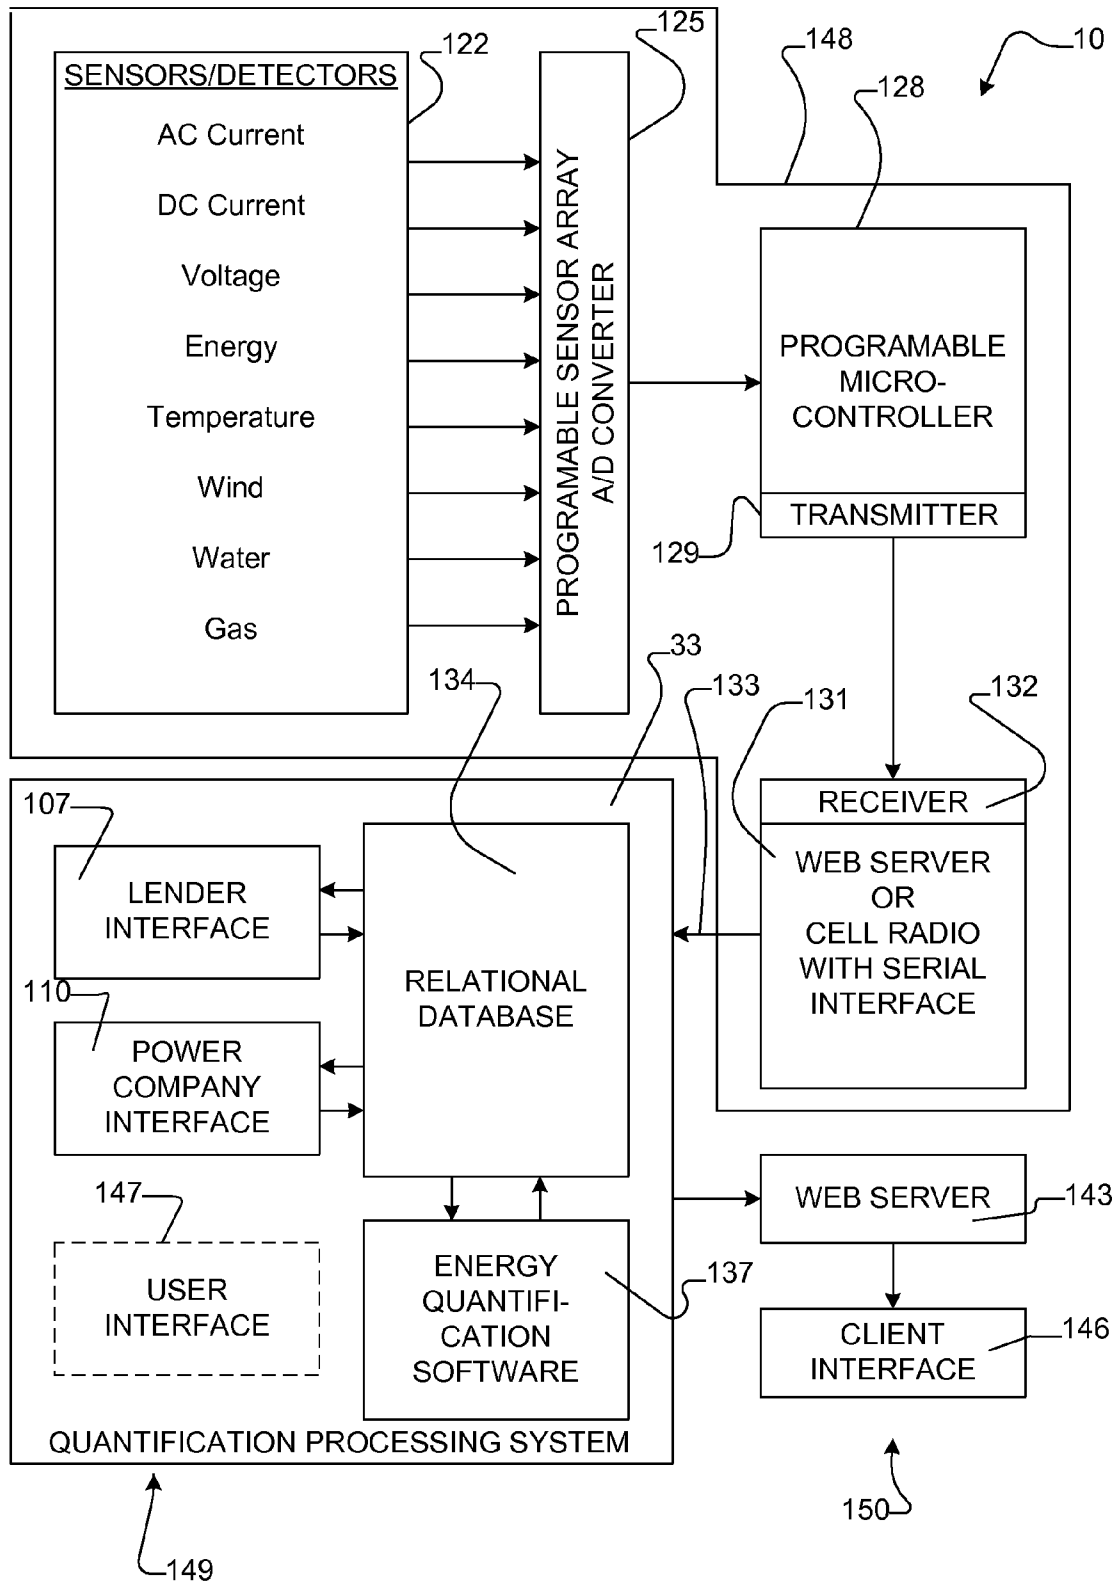 10
148
125
122
128
SENSORS/DETECTORS
AC Current
DC Current
Voltage
Energy
Temperature
Wind
Water
Gas
PROGRAMABLE SENSOR ARRAY
A/D CONVERTER
PROGRAMABLE
MICRO-
CONTROLLER
TRANSMITTER
129
33
134
133
131
132
RECEIVER
WEB SERVER
OR
CELL RADIO
WITH SERIAL
INTERFACE
107
LENDER
INTERFACE
RELATIONAL
DATABASE
110
POWER
COMPANY
INTERFACE
147
USER
INTERFACE
ENERGY
QUANTIFI-
CATION
SOFTWARE
137
WEB SERVER
143
CLIENT
INTERFACE
146
QUANTIFICATION PROCESSING SYSTEM
149
150